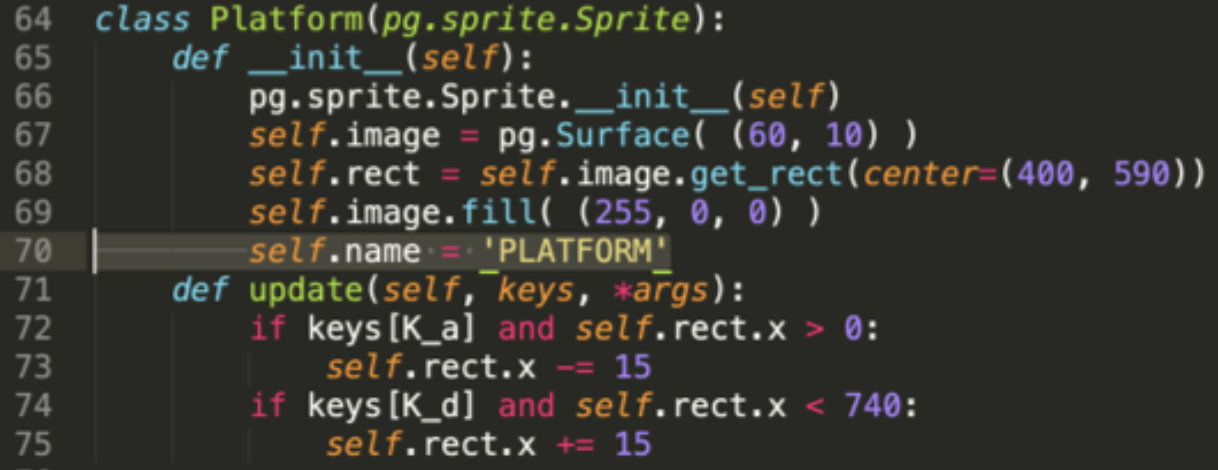 64 class Platform(pg.sprite.Sprite):
65     def __init__(self):
66         pg.sprite.Sprite.__init__(self)
67         self.image = pg.Surface( (60, 10) )
68         self.rect = self.image.get_rect(center=(400, 590))
69         self.image.fill( (255, 0, 0) )
70         self.name = 'PLATFORM'
71     def update(self, keys, *args):
72         if keys[K_a] and self.rect.x > 0:
73             self.rect.x -= 15
74         if keys[K_d] and self.rect.x < 740:
75             self.rect.x += 15